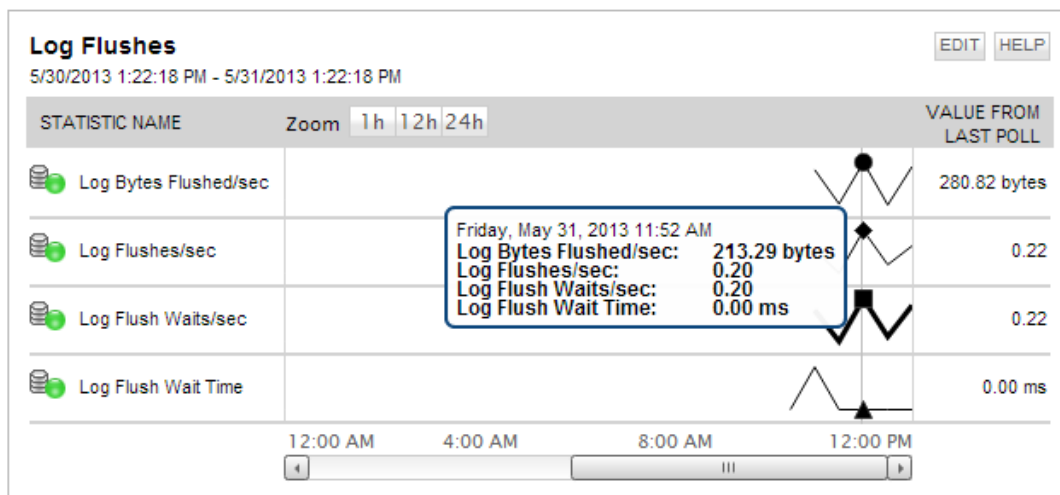 Log Flushes
EDIT HELP
5/30/2013 1:22:18 PM - 5/31/2013 1:22:18 PM
STATISTIC NAME
Zoom 1h 12h 24h
VALUE FROM
LAST POLL
Log Bytes Flushed/sec
280.82 bytes
Friday, May 31, 2013 11:52 AM
Log Bytes Flushed/sec: 213.29 bytes
Log Flushes/sec: 0.20
Log Flush Waits/sec: 0.20
Log Flush Wait Time: 0.00 ms
Log Flushes/sec
0.22
Log Flush Waits/sec
0.22
Log Flush Wait Time
0.00 ms
12:00 AM 4:00 AM 8:00 AM 12:00 PM